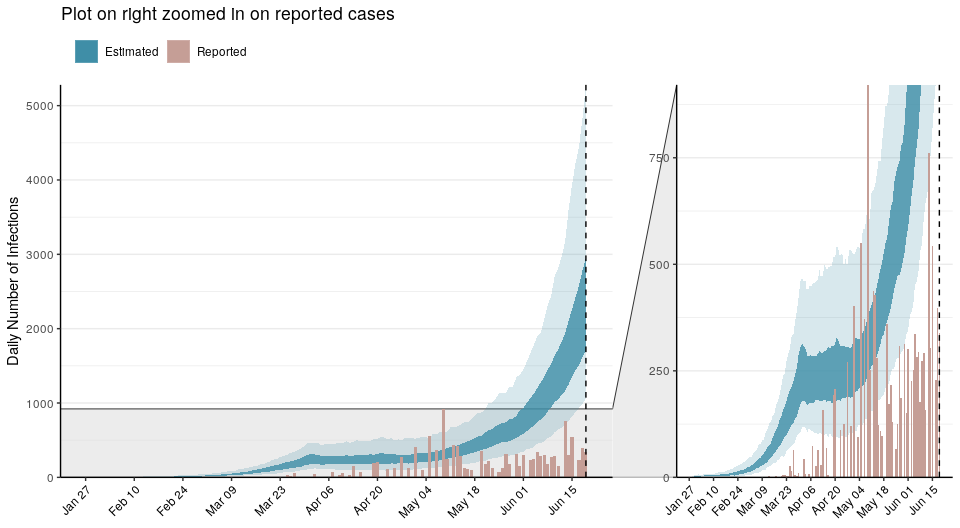 Plot on right zoomed in on reported cases
Estimated Reported
Daily Number of Infections
5000
4000
3000
2000
1000
0
Jan 27 Feb 10 Feb 24 Mar 09 Mar 23 Apr 06 Apr 20 May 04 May 18 Jun 01 Jun 15
750
500
250
0
Jan 27 Feb 10 Feb 24 Mar 09 Mar 23 Apr 06 Apr 20 May 04 May 18 Jun 01 Jun 15